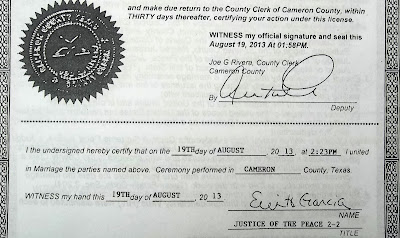 and make due return to the County Clerk of Cameron County, within
THIRTY days thereafter, certifying your action under this license.
WITNESS my official signature and seal this
August 19, 2013 At 01:58PM.
Joe G Rivera, County Clerk
Cameron County
By
Deputy
I the undersigned hereby certify that on the 19TH day of AUGUST 20 13, at 2:23PM I united
in Marriage the parties named above. Ceremony performed in CAMERON County, Texas.
WITNESS my hand this 19TH day of AUGUST, 20 13
Garcia
NAME
JUSTICE OF THE PEACE 2-2
TITLE